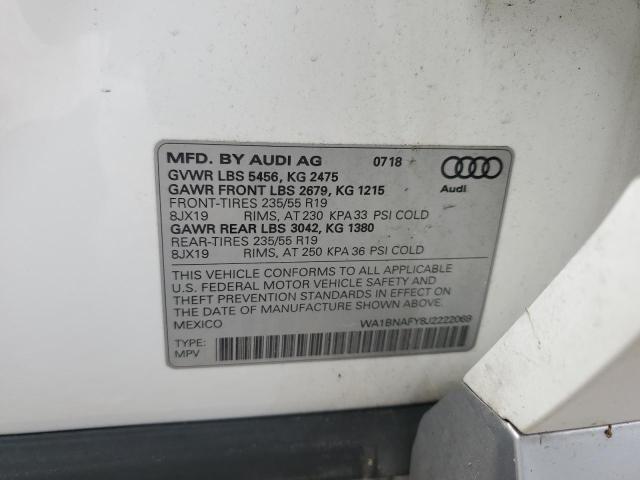 MFD. BY AUDI AG 07 18
GVWR LBS 5456, KG 2475
GAWR FRONT LBS 2679, KG 1215
Audi
FRONT-TIRES 235/55 R19
8JX19 RIMS, AT 230 KPA 33 PSI COLD
GAWR REAR LBS 3042, KG 1380
REAR-TIRES 235/55 R19
8JX19 RIMS, AT 250 KPA 36 PSI COLD
THIS VEHICLE CONFORMS TO ALL APPLICABLE
U.S. FEDERAL MOTOR VEHICLE SAFETY AND
THEFT PREVENTION STANDARDS IN EFFECT ON
THE DATE OF MANUFACTURE SHOWN ABOVE.
MEXICO WA1BNAFY8J2222069
TYPE:
MPV